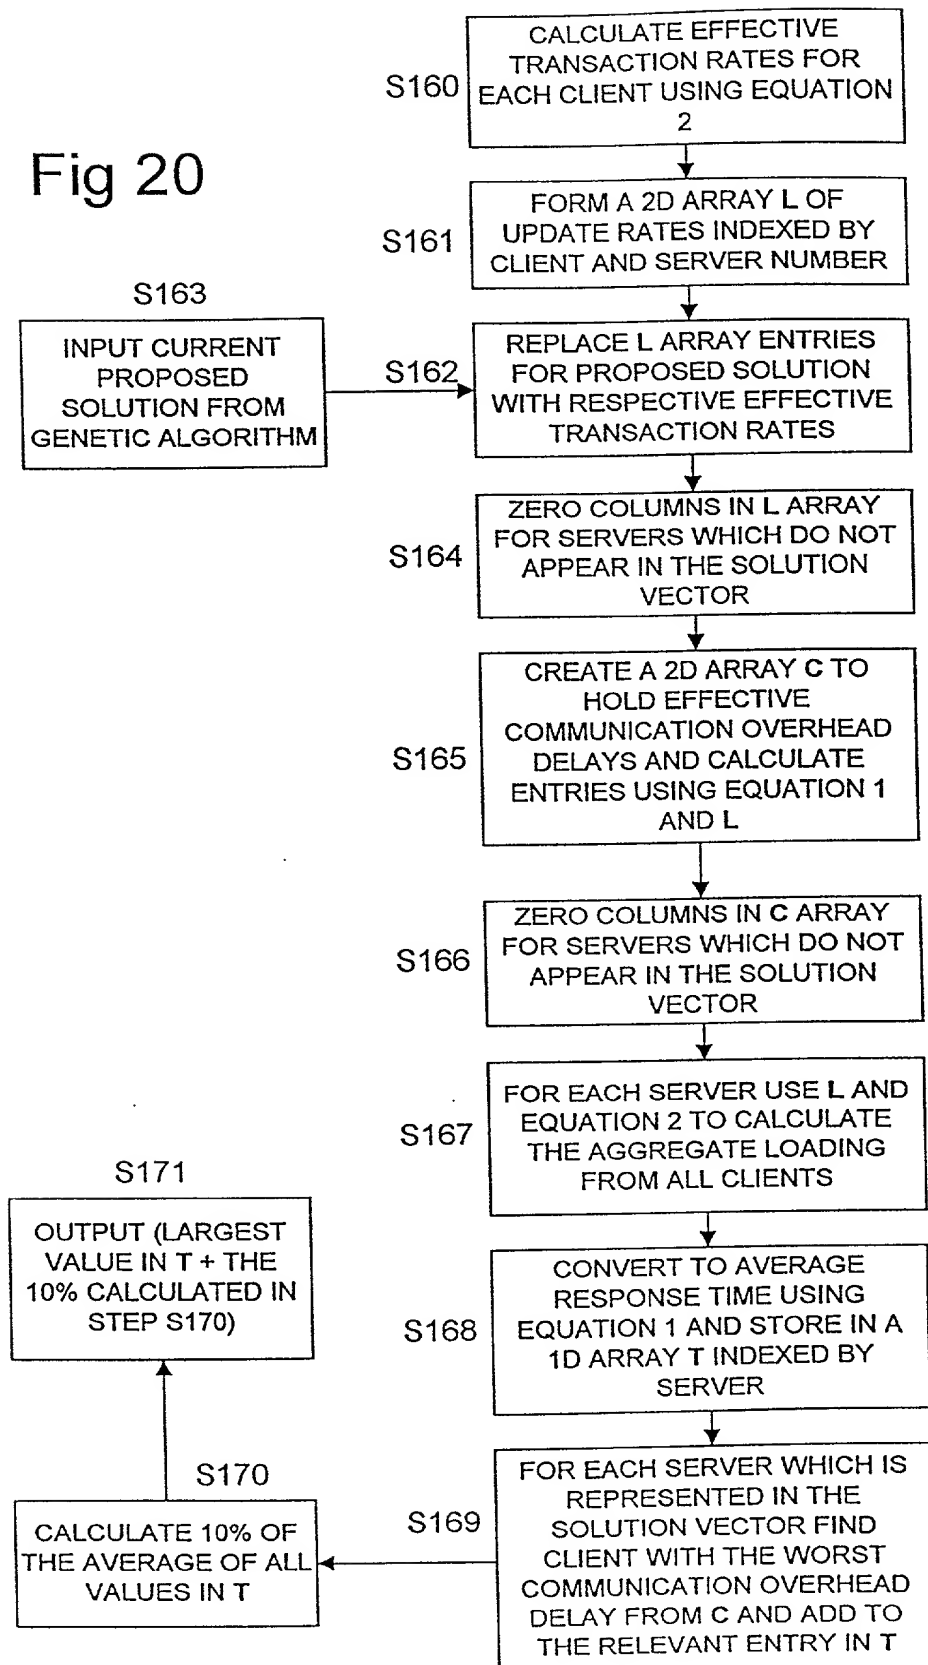 Fig 20
S160
CALCULATE EFFECTIVE
TRANSACTION RATES FOR
EACH CLIENT USING EQUATION
2
S161
FORM A 2D ARRAY L OF
UPDATE RATES INDEXED BY
CLIENT AND SERVER NUMBER
S163
INPUT CURRENT
PROPOSED
SOLUTION FROM
GENETIC ALGORITHM
S162
REPLACE L ARRAY ENTRIES
FOR PROPOSED SOLUTION
WITH RESPECTIVE EFFECTIVE
TRANSACTION RATES
S164
ZERO COLUMNS IN L ARRAY
FOR SERVERS WHICH DO NOT
APPEAR IN THE SOLUTION
VECTOR
S165
CREATE A 2D ARRAY C TO
HOLD EFFECTIVE
COMMUNICATION OVERHEAD
DELAYS AND CALCULATE
ENTRIES USING EQUATION 1
AND L
S166
ZERO COLUMNS IN C ARRAY
FOR SERVERS WHICH DO NOT
APPEAR IN THE SOLUTION
VECTOR
S167
FOR EACH SERVER USE L AND
EQUATION 2 TO CALCULATE
THE AGGREGATE LOADING
FROM ALL CLIENTS
S168
CONVERT TO AVERAGE
RESPONSE TIME USING
EQUATION 1 AND STORE IN A
1D ARRAY T INDEXED BY
SERVER
S169
FOR EACH SERVER WHICH IS
REPRESENTED IN THE
SOLUTION VECTOR FIND
CLIENT WITH THE WORST
COMMUNICATION OVERHEAD
DELAY FROM C AND ADD TO
THE RELEVANT ENTRY IN T
S170
CALCULATE 10% OF
THE AVERAGE OF ALL
VALUES IN T
S171
OUTPUT (LARGEST
VALUE IN T + THE
10% CALCULATED IN
STEP S170)